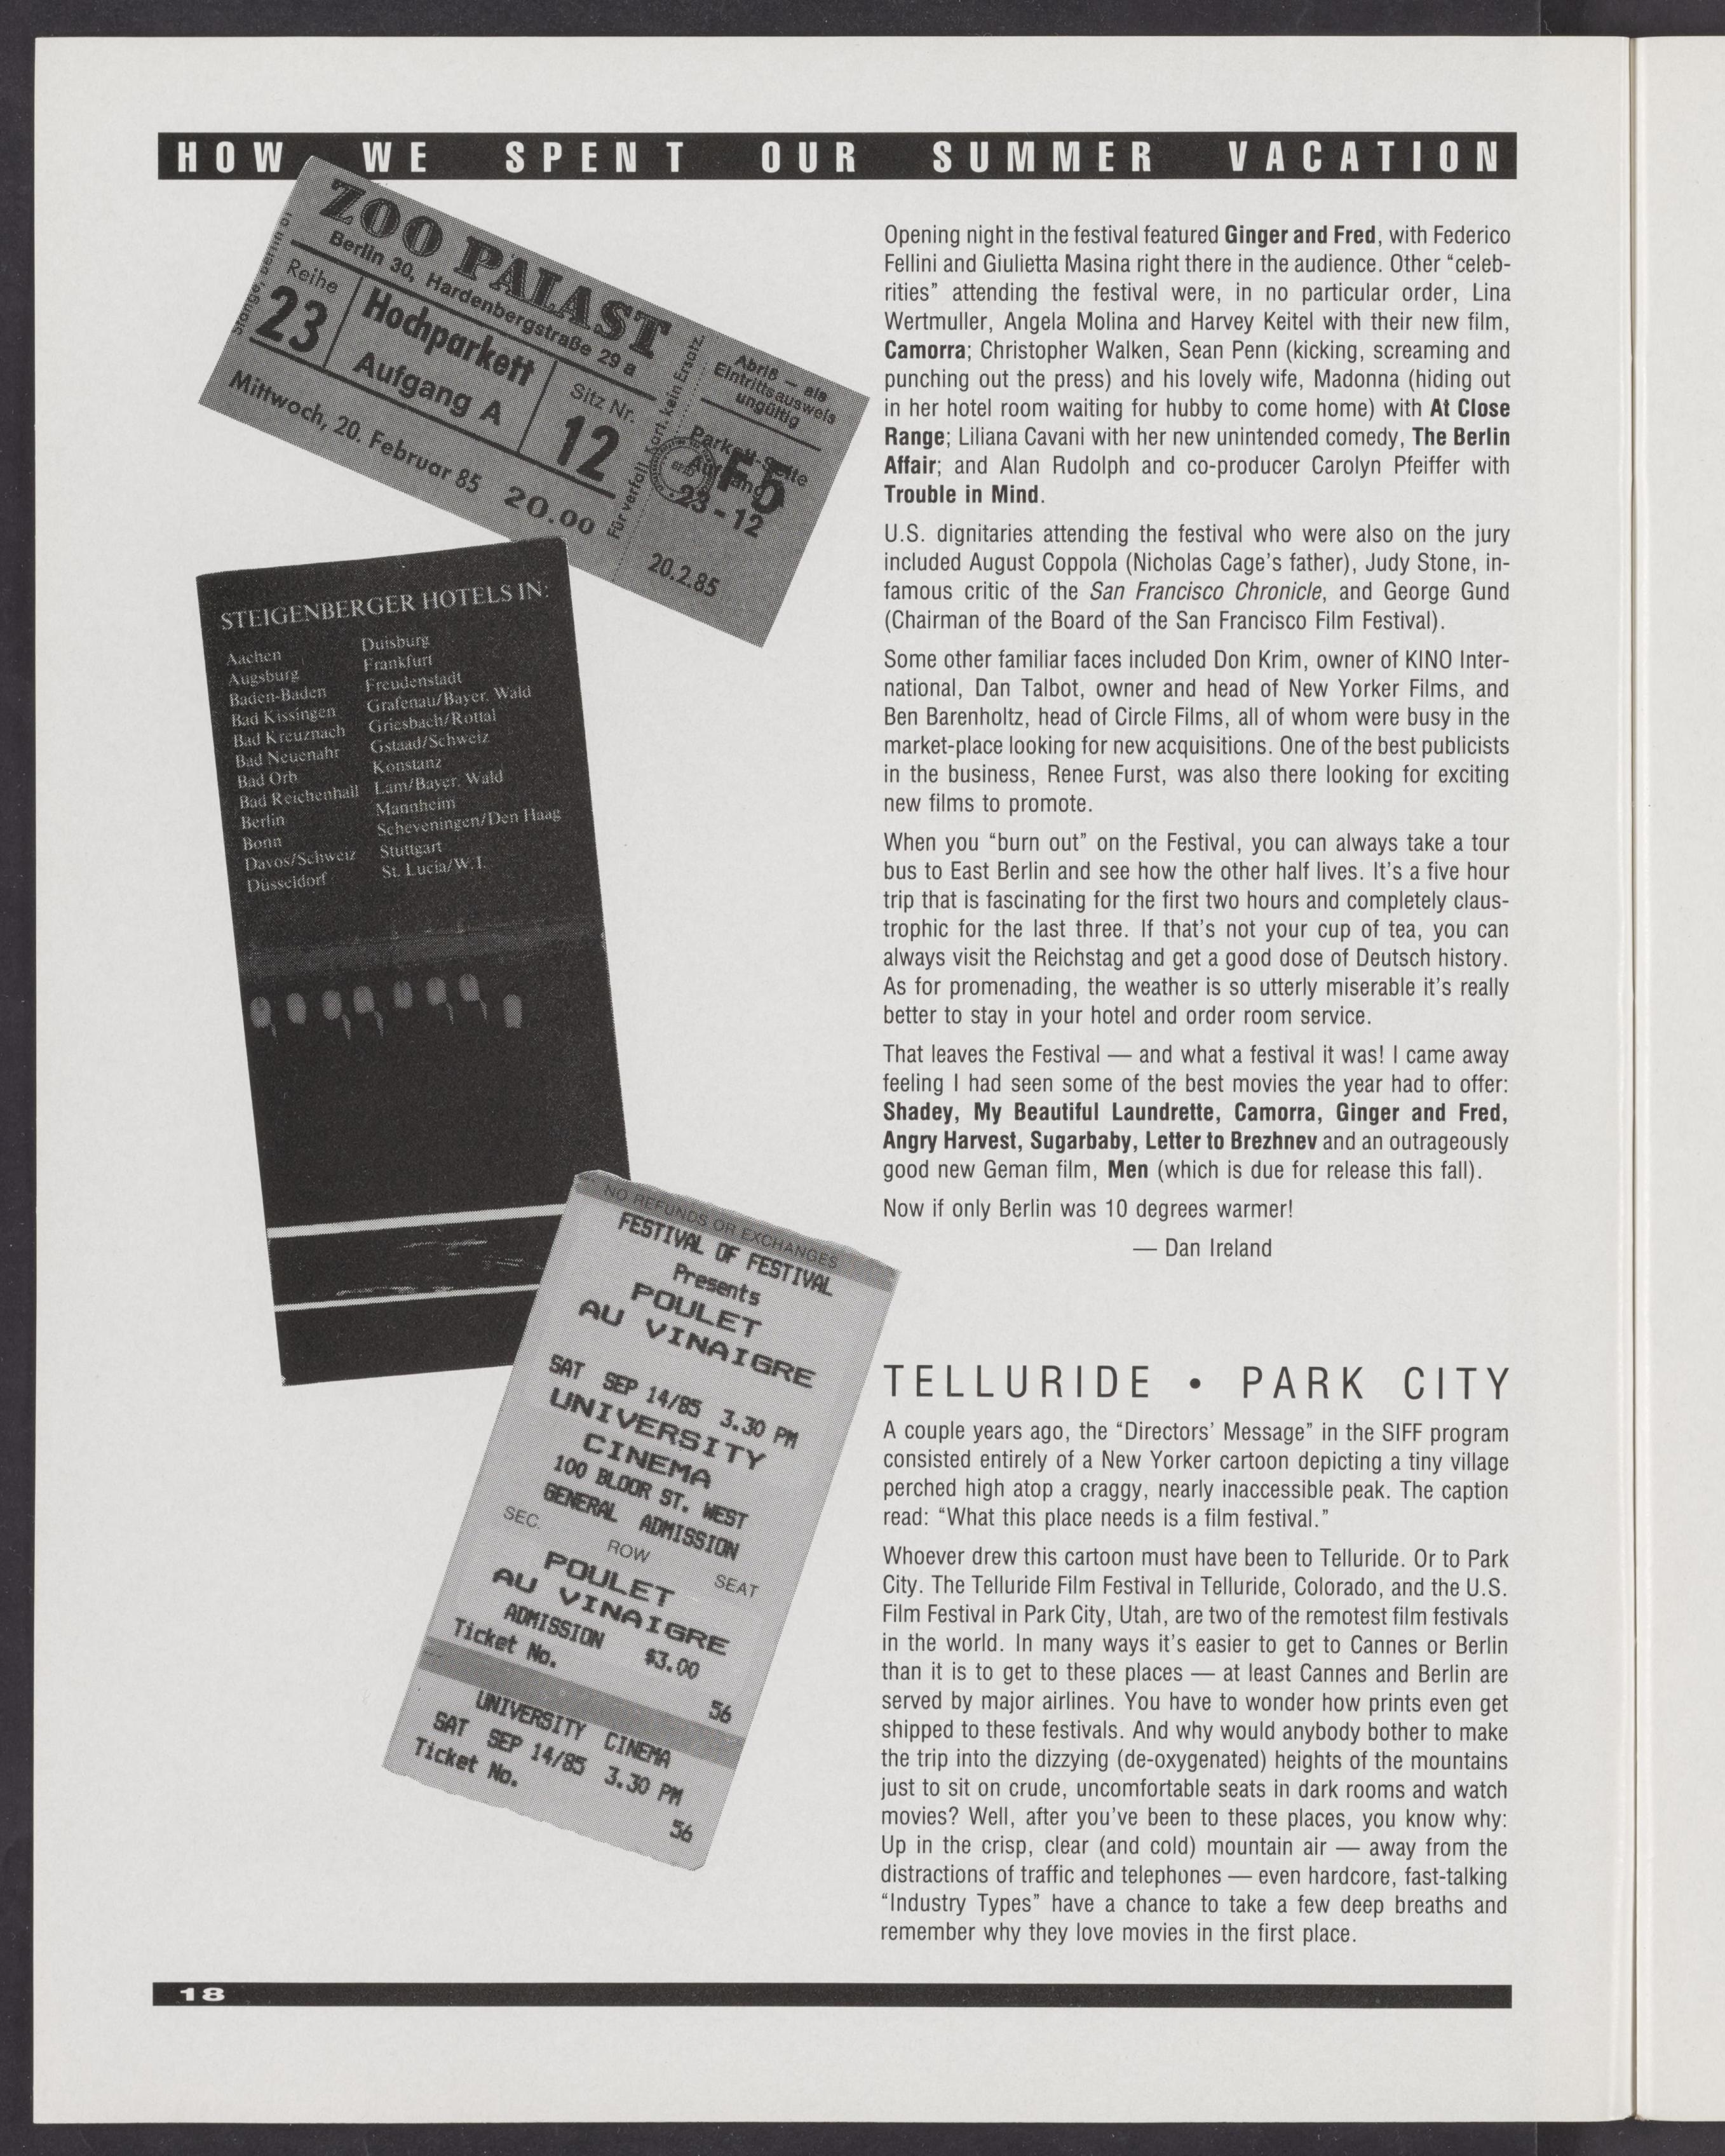 HOW WE SPENT OUR SUMMER VACATION
ZOO PALAST
Berlin 30, Hardenbergstraße 29 a
Reihe
23
Hochparkett
Aufgang A
Sitz Nr.
12
Mittwoch, 20. Februar 85 20.00
Abriß – als
Eintrittsausweis
ungültig
Parkett-Seite
F5
23-12
20.2.85
STEIGENBERGER HOTELS IN:
Aachen
Augsburg
Baden-Baden
Bad Kissingen
Bad Kreuznach
Bad Neuenahr
Bad Orb
Bad Reichenhall
Berlin
Bonn
Davos/Schweiz
Düsseldorf
Duisburg
Frankfurt
Freudenstadt
Grafenau/Bayer. Wald
Griesbach/Rottal
Gstaad/Schweiz
Konstanz
Lam/Bayer. Wald
Mannheim
Scheveningen/Den Haag
Stuttgart
St. Lucia/W.I.
NO REFUNDS OR EXCHANGES
FESTIVAL OF FESTIVAL
Presents
POULET
AU VINAIGRE
SAT SEP 14/85 3.30 PM
UNIVERSITY
CINEMA
100 BLOOR ST. WEST
GENERAL ADMISSION
SEC. ROW SEAT
POULET
AU VINAIGRE
ADMISSION $3.00
Ticket No. 56
UNIVERSITY CINEMA
SAT SEP 14/85 3.30 PM
Ticket No. 56
Opening night in the festival featured Ginger and Fred, with Federico
Fellini and Giulietta Masina right there in the audience. Other “celeb-
rities” attending the festival were, in no particular order, Lina
Wertmuller, Angela Molina and Harvey Keitel with their new film,
Camorra; Christopher Walken, Sean Penn (kicking, screaming and
punching out the press) and his lovely wife, Madonna (hiding out
in her hotel room waiting for hubby to come home) with At Close
Range; Liliana Cavani with her new unintended comedy, The Berlin
Affair; and Alan Rudolph and co-producer Carolyn Pfeiffer with
Trouble in Mind.
U.S. dignitaries attending the festival who were also on the jury
included August Coppola (Nicholas Cage's father), Judy Stone, in-
famous critic of the San Francisco Chronicle, and George Gund
(Chairman of the Board of the San Francisco Film Festival).
Some other familiar faces included Don Krim, owner of KINO Inter-
national, Dan Talbot, owner and head of New Yorker Films, and
Ben Barenholtz, head of Circle Films, all of whom were busy in the
market-place looking for new acquisitions. One of the best publicists
in the business, Renee Furst, was also there looking for exciting
new films to promote.
When you “burn out” on the Festival, you can always take a tour
bus to East Berlin and see how the other half lives. It's a five hour
trip that is fascinating for the first two hours and completely claus-
trophic for the last three. If that's not your cup of tea, you can
always visit the Reichstag and get a good dose of Deutsch history.
As for promenading, the weather is so utterly miserable it's really
better to stay in your hotel and order room service.
That leaves the Festival — and what a festival it was! I came away
feeling I had seen some of the best movies the year had to offer:
Shadey, My Beautiful Laundrette, Camorra, Ginger and Fred,
Angry Harvest, Sugarbaby, Letter to Brezhnev and an outrageously
good new Geman film, Men (which is due for release this fall).
Now if only Berlin was 10 degrees warmer!
— Dan Ireland
TELLURIDE • PARK CITY
A couple years ago, the “Directors' Message” in the SIFF program
consisted entirely of a New Yorker cartoon depicting a tiny village
perched high atop a craggy, nearly inaccessible peak. The caption
read: “What this place needs is a film festival.”
Whoever drew this cartoon must have been to Telluride. Or to Park
City. The Telluride Film Festival in Telluride, Colorado, and the U.S.
Film Festival in Park City, Utah, are two of the remotest film festivals
in the world. In many ways it's easier to get to Cannes or Berlin
than it is to get to these places — at least Cannes and Berlin are
served by major airlines. You have to wonder how prints even get
shipped to these festivals. And why would anybody bother to make
the trip into the dizzying (de-oxygenated) heights of the mountains
just to sit on crude, uncomfortable seats in dark rooms and watch
movies? Well, after you've been to these places, you know why:
Up in the crisp, clear (and cold) mountain air — away from the
distractions of traffic and telephones — even hardcore, fast-talking
“Industry Types” have a chance to take a few deep breaths and
remember why they love movies in the first place.
18